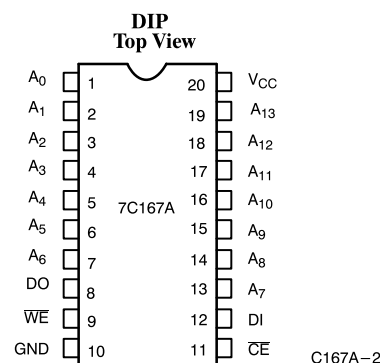 DIP
Top View
A0 1 20 VCC
A1 2 19 A13
A2 3 18 A12
A3 4 17 A11
A4 5 7C167A 16 A10
A5 6 15 A9
A6 7 14 A8
DO 8 13 A7
W̅E̅ 9 12 DI
GND 10 11 C̅E̅
C167A–2